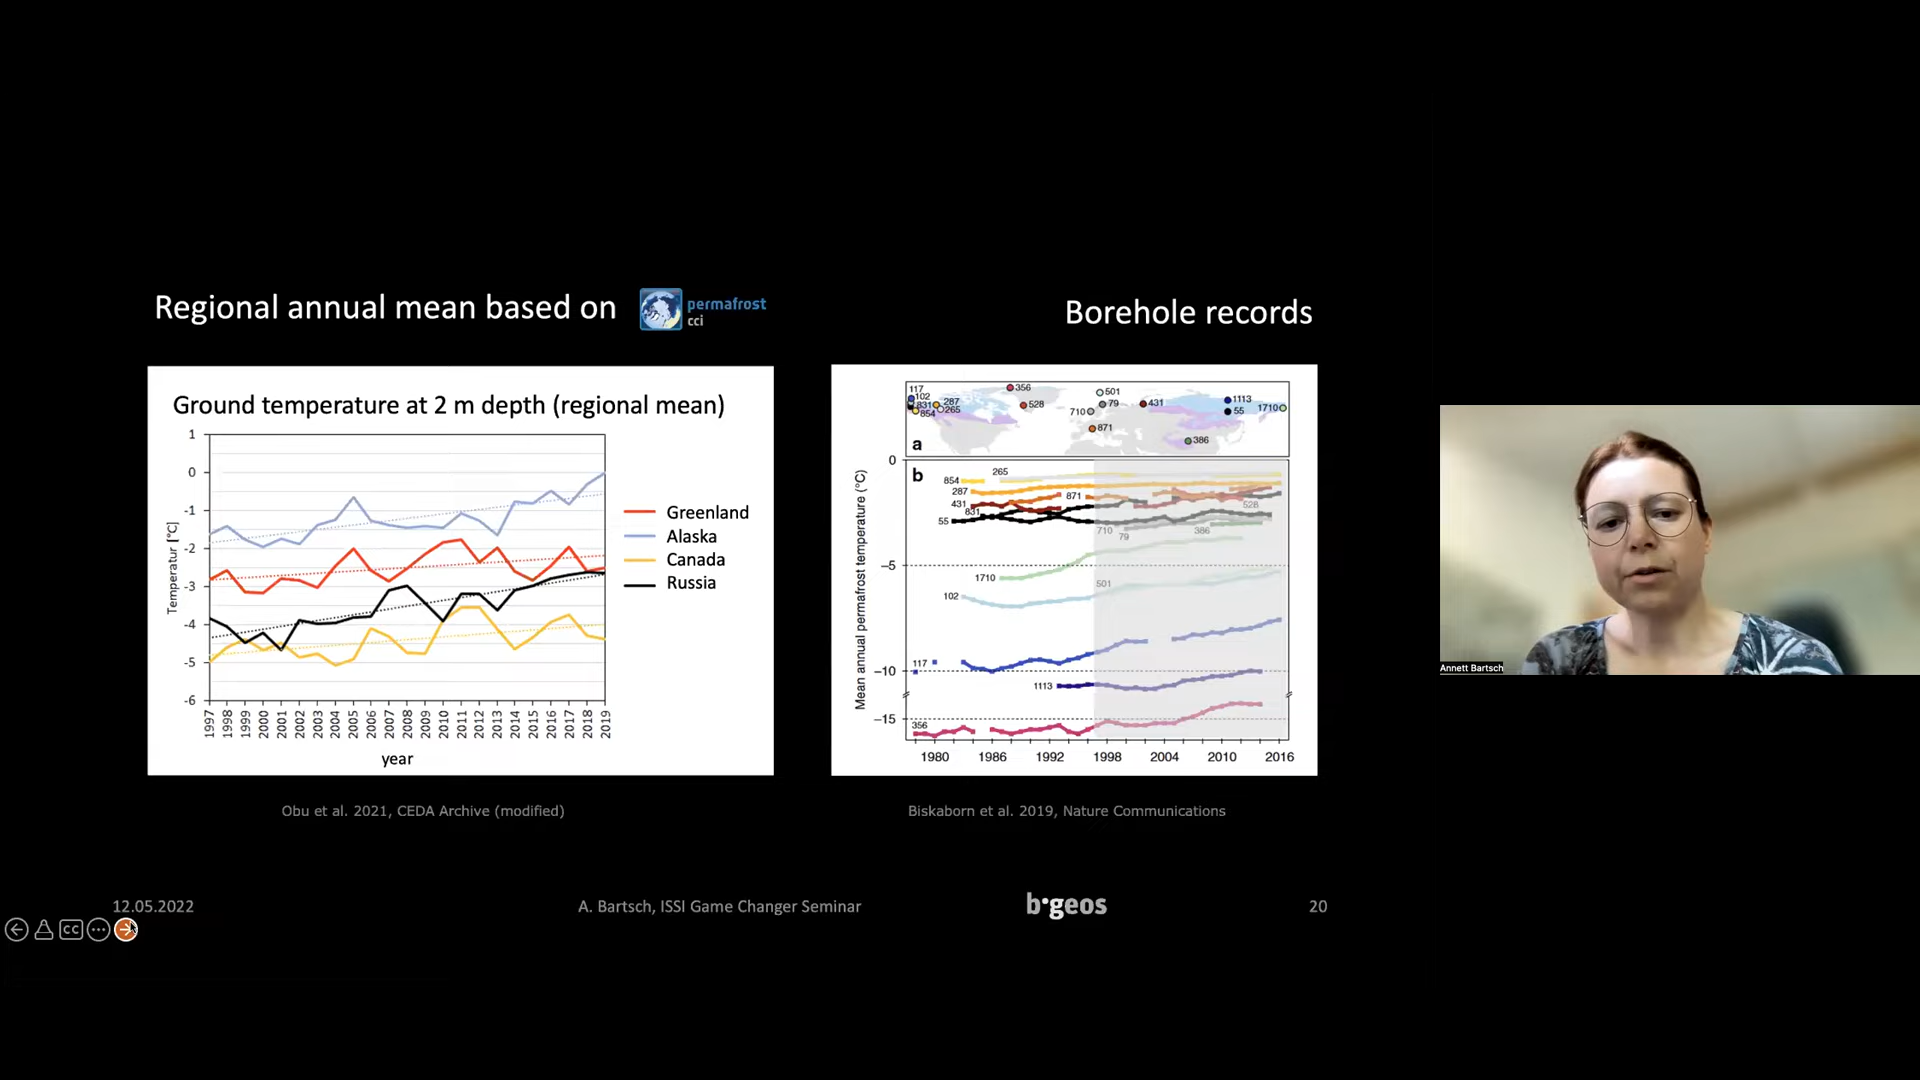 Regional annual mean based on
permafrost
cci
Borehole records
Ground temperature at 2 m depth (regional mean)
Temperatur [°C]
1
0
-1
-2
-3
-4
-5
-6
1997 1998 1999 2000 2001 2002 2003 2004 2005 2006 2007 2008 2009 2010 2011 2012 2013 2014 2015 2016 2017 2018 2019
year
Greenland
Alaska
Canada
Russia
Obu et al. 2021, CEDA Archive (modified)
117
102
831
854
287
265
356
528
501
79
710
871
431
1113
55
1710
386
a
b
Mean annual permafrost temperature (°C)
0
−5
−10
−15
265
854
287
431
831
55
871
710
79
386
528
1710
501
102
117
1113
356
1980 1986 1992 1998 2004 2010 2016
Biskaborn et al. 2019, Nature Communications
Annett Bartsch
12.05.2022
A. Bartsch, ISSI Game Changer Seminar
b·geos
20
CC